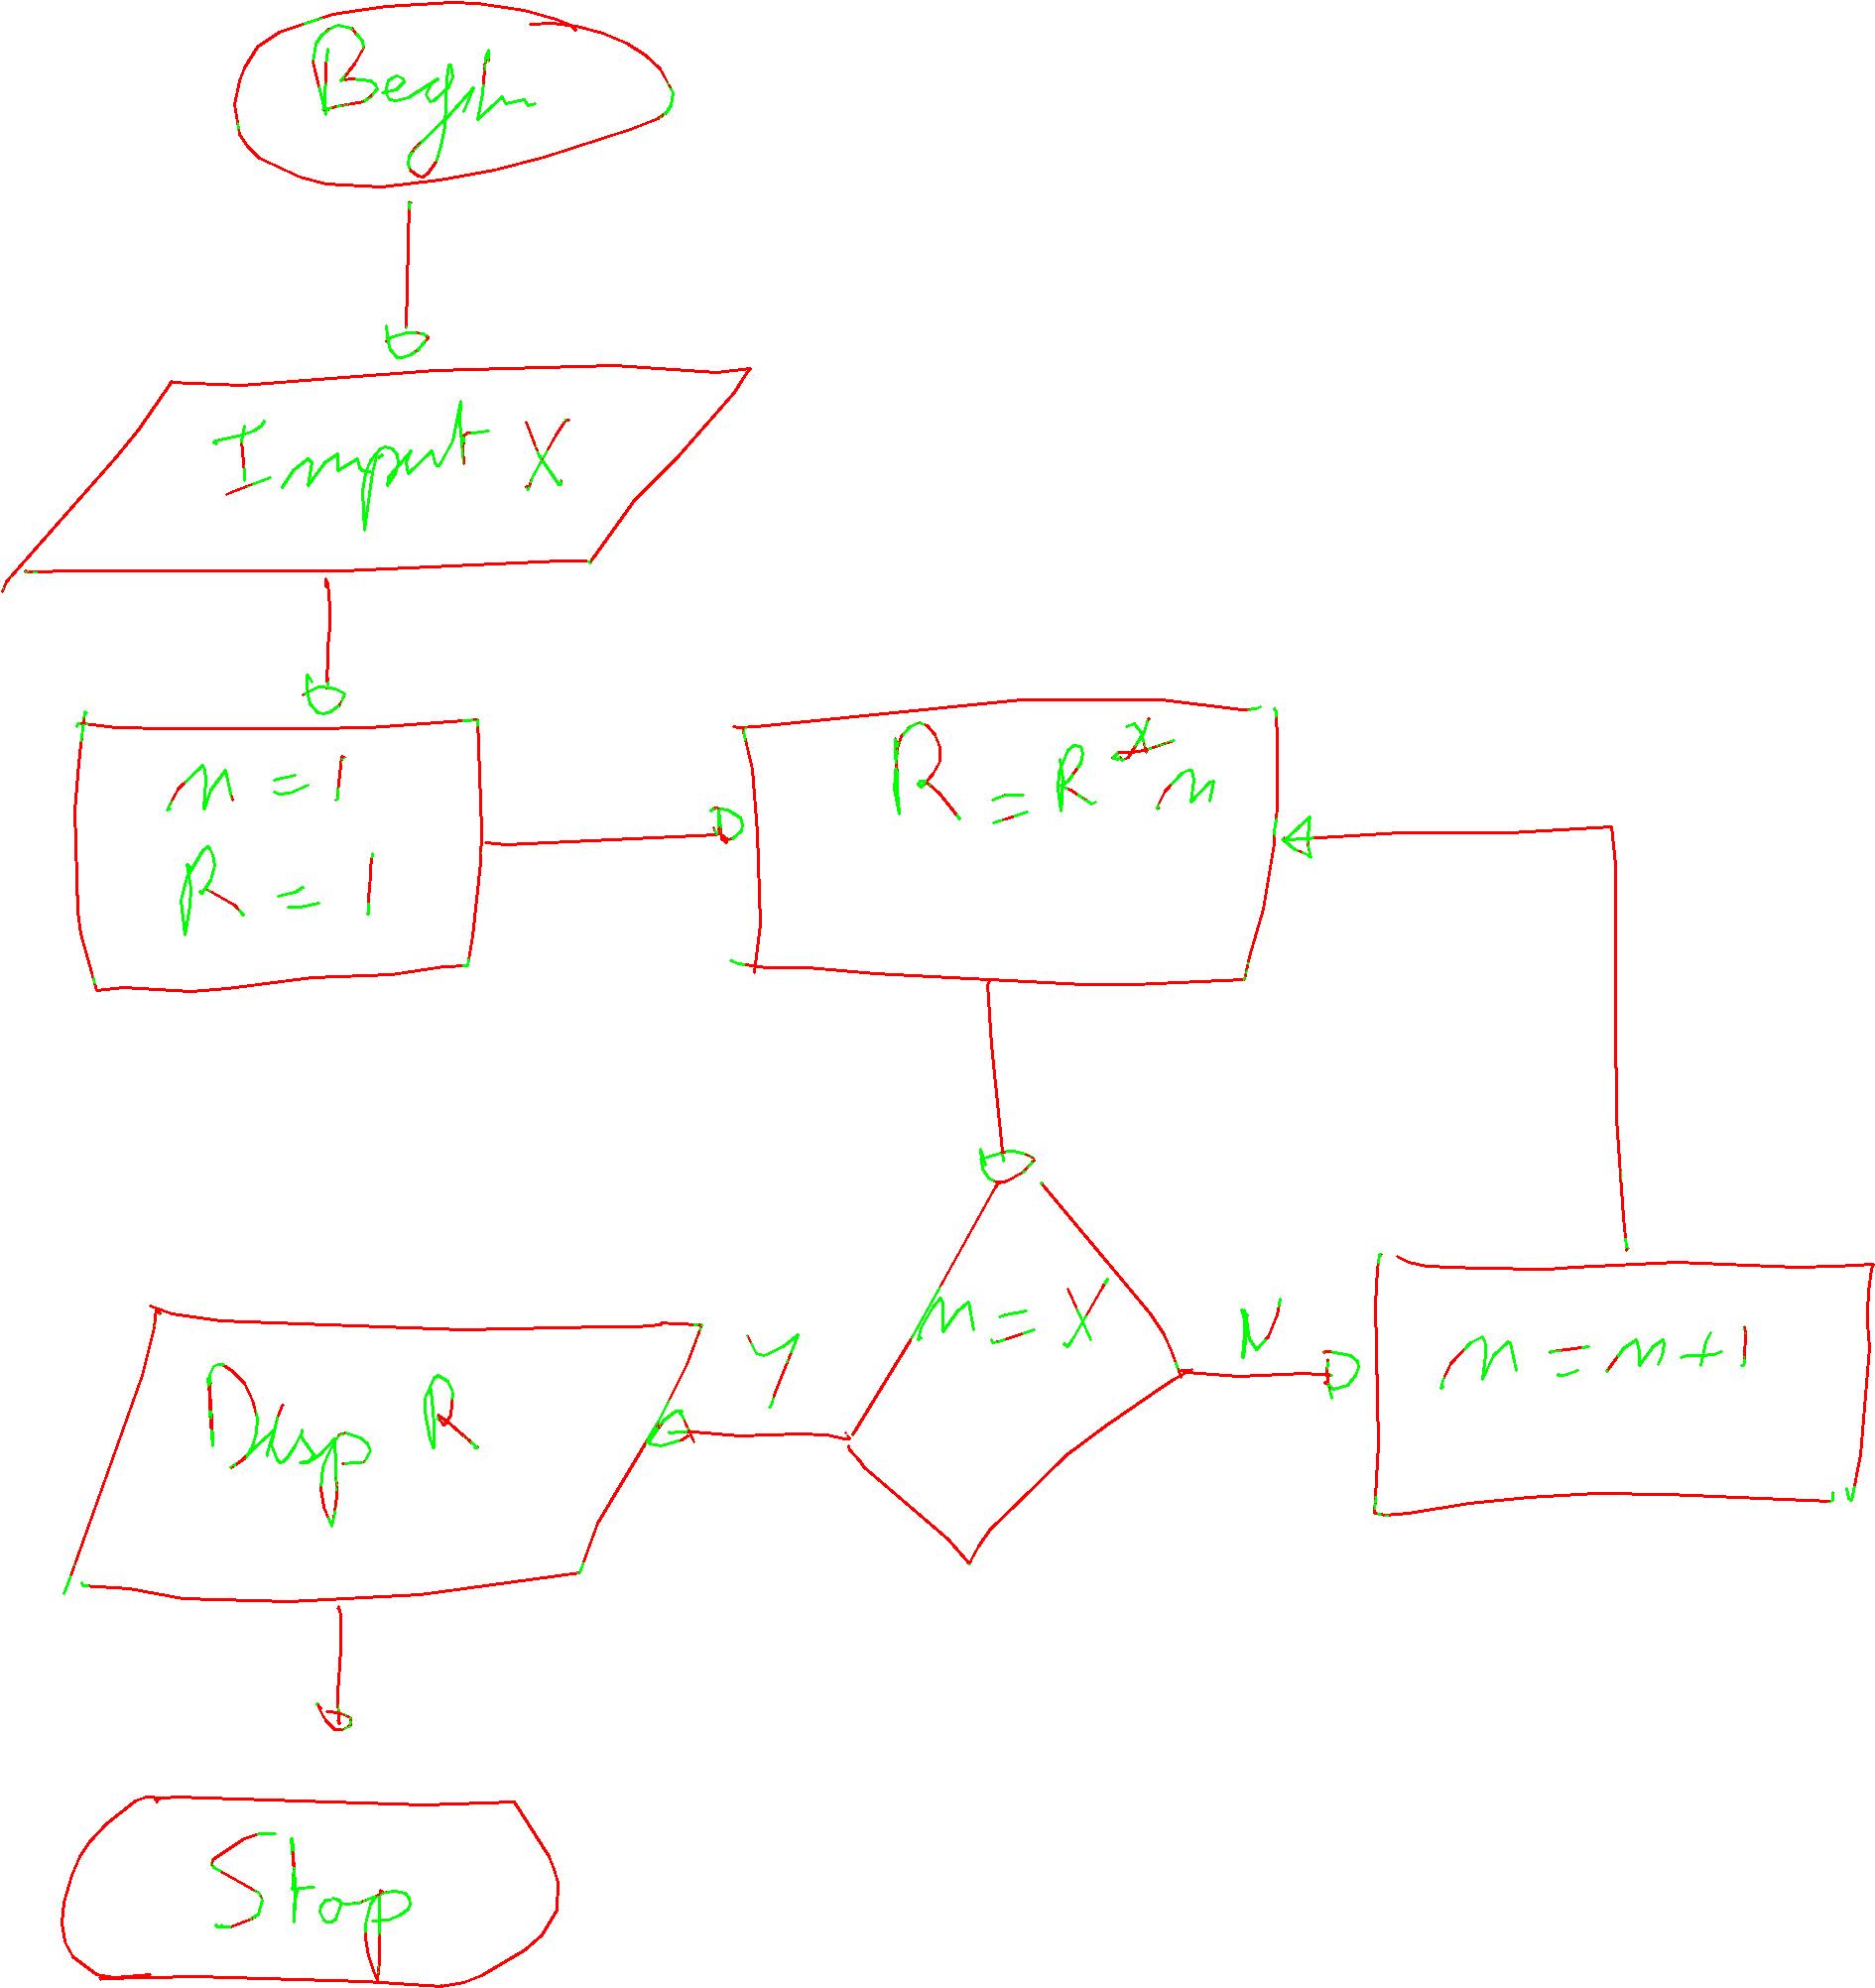 Begin
Input X
n = 1
R = 1
R = R * n
n = X
N
n = n + 1
Y
Disp R
Stop